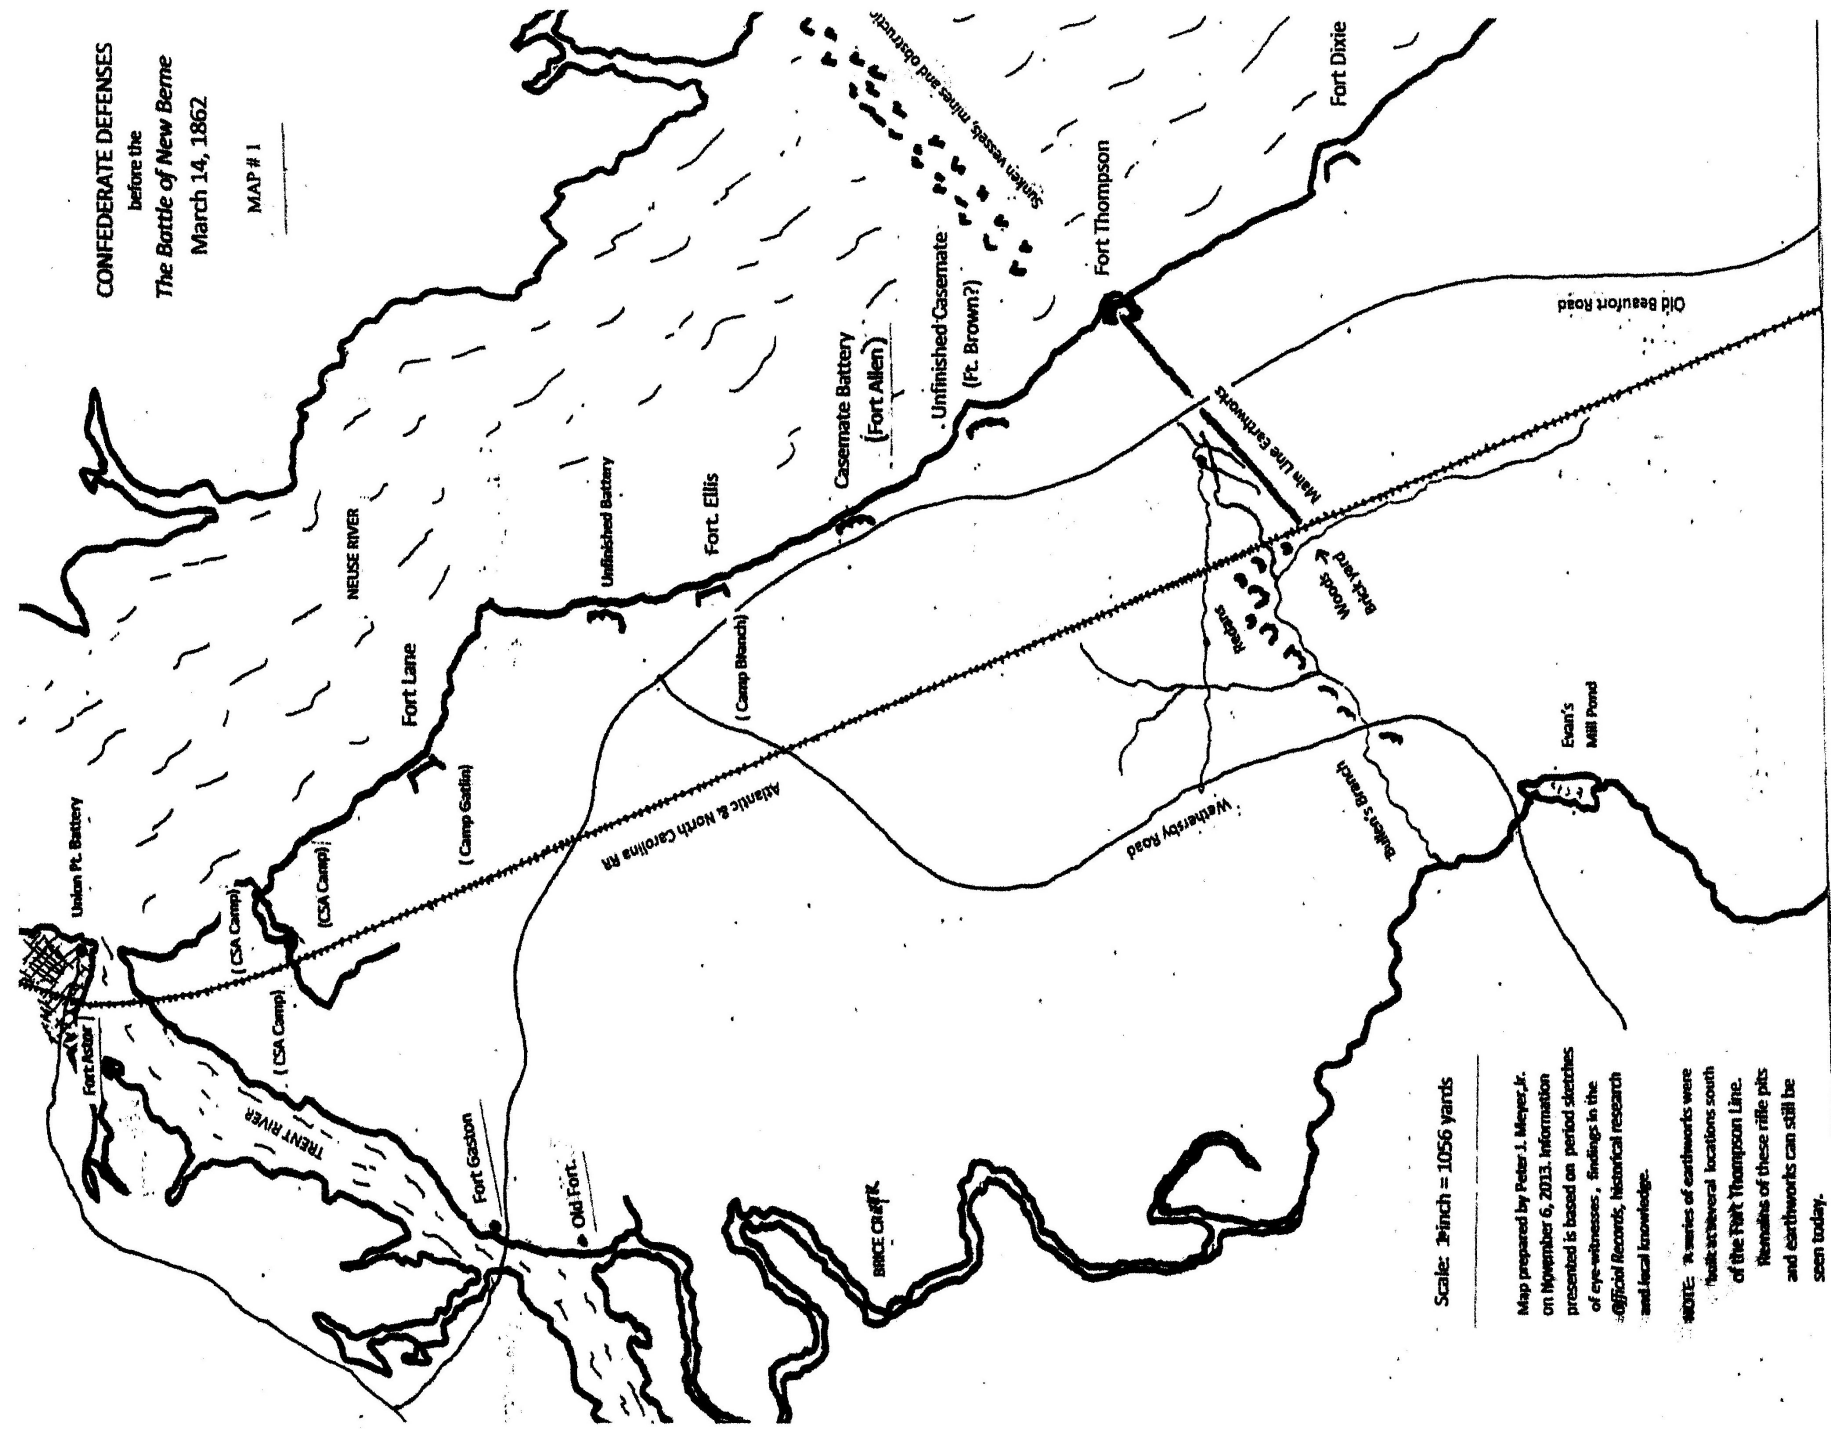 CONFEDERATE DEFENSES
before the
The Battle of New Berne
March 14, 1862
MAP # 1
Sunken vessels, mines and obstructi
Fort Dixie
Fort Thompson
Unfinished Casemate
(Ft. Brown?)
Casemate Battery
(Fort Allen)
Fort. Ellis
Unfinished Battery
NEUSE RIVER
Fort Lane
(Camp Branch)
(Camp Gatlin)
Union Pt. Battery
(CSA Camp)
(CSA Camp)
(CSA Camp)
Fort Astor
TRENT RIVER
Fort Gaston
Old Fort.
BRICE CREEK
Atlantic & North Carolina RR
Wethersby Road
Old Beaufort Road
Main Line Earthworks
Redans
Woods
Brick yard
Bullen's Branch
Evan's
Mill Pond
Scale: 1 inch = 1056 yards
Map prepared by Peter J. Meyer, Jr.
on November 6, 2013. Information
presented is based on period sketches
of eye-witnesses, findings in the
Official Records, historical research
and local knowledge.
NOTE: A series of earthworks were
built at several locations south
of the Fort Thompson Line.
Remains of these rifle pits
and earthworks can still be
seen today.